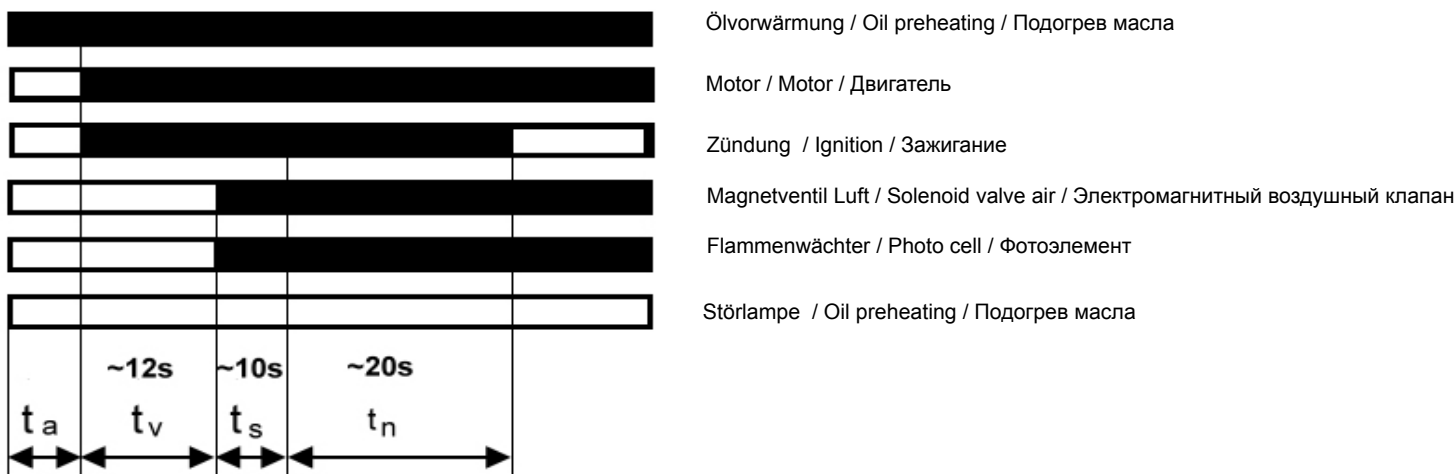 Ölvorwärmung / Oil preheating / Подогрев масла
Motor / Motor / Двигатель
Zündung / Ignition / Зажигание
Magnetventil Luft / Solenoid valve air / Электромагнитный воздушный клапан
Flammenwächter / Photo cell / Фотоэлемент
Störlampe / Oil preheating / Подогрев масла
~12s ~10s ~20s
ta tv ts tn